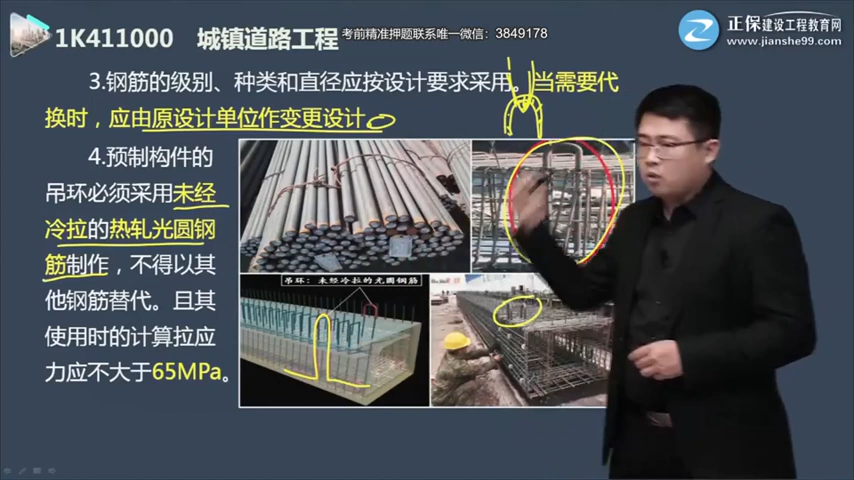 1K411000 城镇道路工程
考前精准押题联系唯一微信：3849178
正保建设工程教育网
www.jianshe99.com
3.钢筋的级别、种类和直径应按设计要求采用。当需要代
换时，应由原设计单位作变更设计。
4.预制构件的
吊环必须采用未经
冷拉的热轧光圆钢
筋制作，不得以其
他钢筋替代。且其
使用时的计算拉应
力应不大于65MPa。
吊环：未经冷拉的光圆钢筋